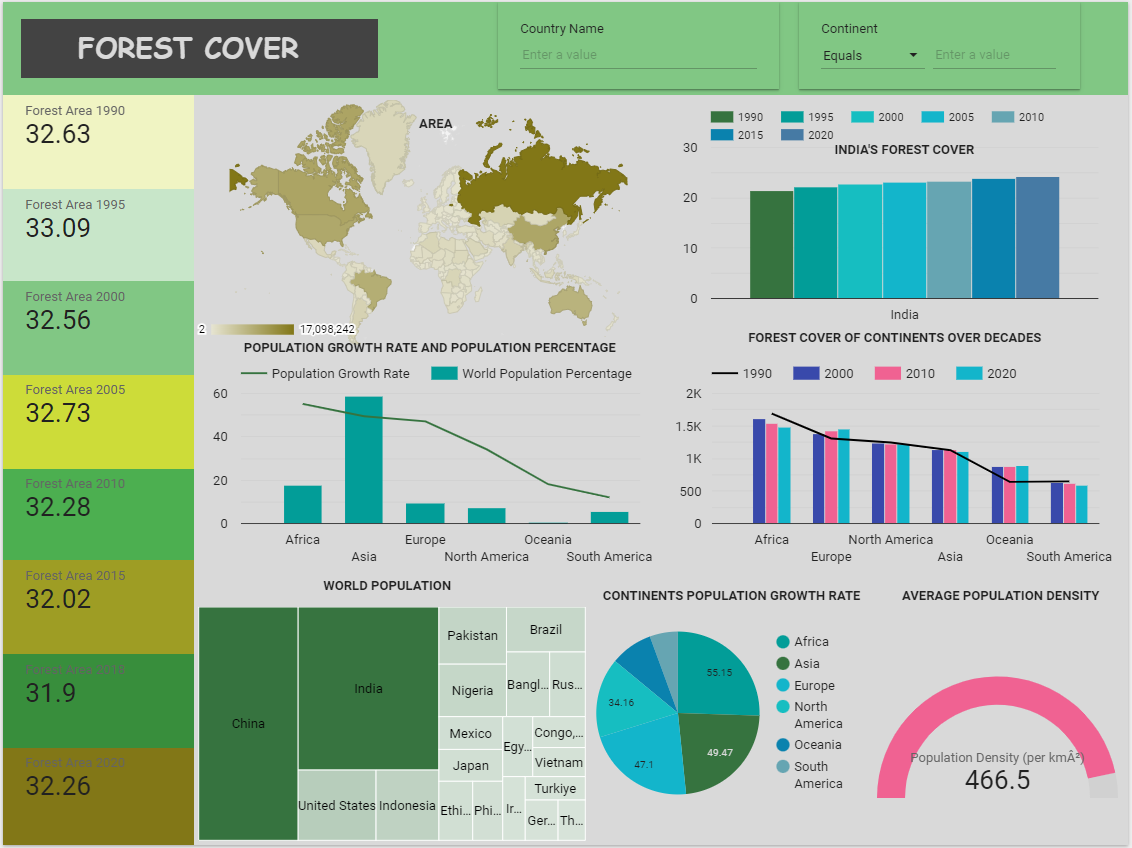 FOREST COVER
Country Name
Enter a value
Continent
Equals
Enter a value
Forest Area 1990
32.63
Forest Area 1995
33.09
Forest Area 2000
32.56
Forest Area 2005
32.73
Forest Area 2010
32.28
Forest Area 2015
32.02
Forest Area 2018
31.9
Forest Area 2020
32.26
AREA
2
17,098,242
1990 1995 2000 2005 2010
2015 2020
INDIA'S FOREST COVER
30
20
10
0
India
POPULATION GROWTH RATE AND POPULATION PERCENTAGE
Population Growth Rate World Population Percentage
60
40
20
0
Africa Europe Oceania
Asia North America South America
FOREST COVER OF CONTINENTS OVER DECADES
1990 2000 2010 2020
2K
1.5K
1K
500
0
Africa North America Oceania
Europe Asia South America
WORLD POPULATION
China
India
United States
Indonesia
Pakistan
Brazil
Nigeria
Bangl...
Rus...
Mexico
Egy...
Congo,...
Japan
Vietnam
Ethi...
Phi...
Ir...
Turkiye
Ger...
Th...
CONTINENTS POPULATION GROWTH RATE
55.15
49.47
47.1
34.16
Africa
Asia
Europe
North
America
Oceania
South
America
AVERAGE POPULATION DENSITY
Population Density (per kmÂ²)
466.5